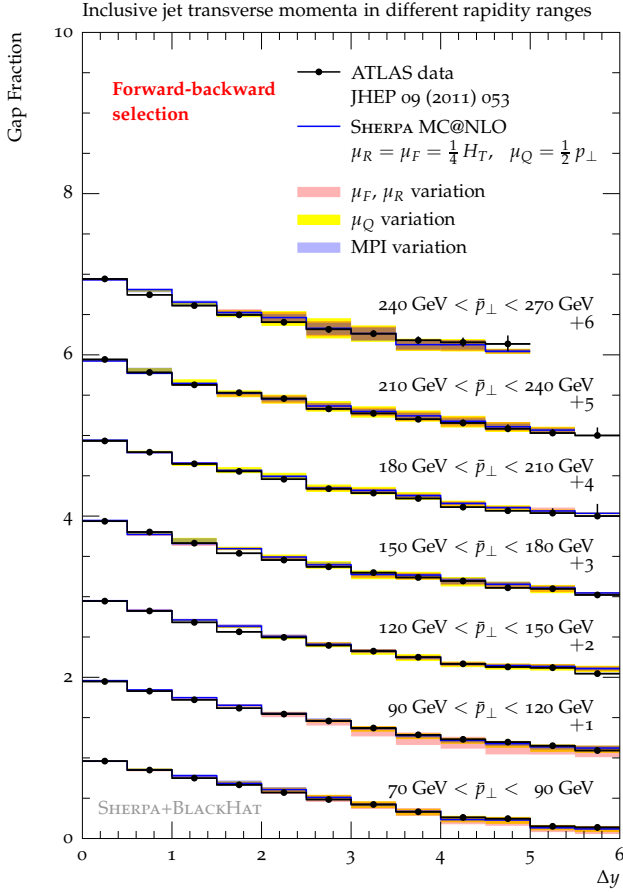 Inclusive jet transverse momenta in different rapidity ranges
Gap Fraction
10
8
6
4
2
0
Forward-backward
selection
ATLAS data
JHEP 09 (2011) 053
SHERPA MC@NLO
μ_R = μ_F = 1/4 H_T, μ_Q = 1/2 p_⊥
μ_F, μ_R variation
μ_Q variation
MPI variation
240 GeV < p̄_⊥ < 270 GeV
+6
210 GeV < p̄_⊥ < 240 GeV
+5
180 GeV < p̄_⊥ < 210 GeV
+4
150 GeV < p̄_⊥ < 180 GeV
+3
120 GeV < p̄_⊥ < 150 GeV
+2
90 GeV < p̄_⊥ < 120 GeV
+1
70 GeV < p̄_⊥ < 90 GeV
SHERPA+BLACKHAT
0 1 2 3 4 5 6
Δy